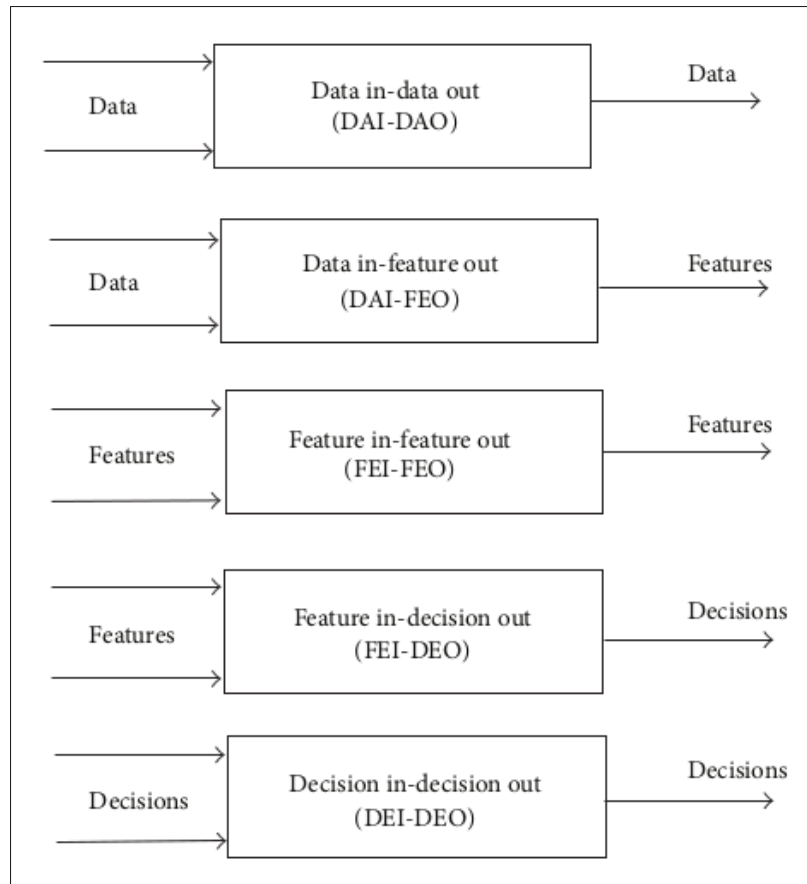 Data
Data in-data out
(DAI-DAO)
Data
Data
Data in-feature out
(DAI-FEO)
Features
Features
Feature in-feature out
(FEI-FEO)
Features
Features
Feature in-decision out
(FEI-DEO)
Decisions
Decisions
Decision in-decision out
(DEI-DEO)
Decisions